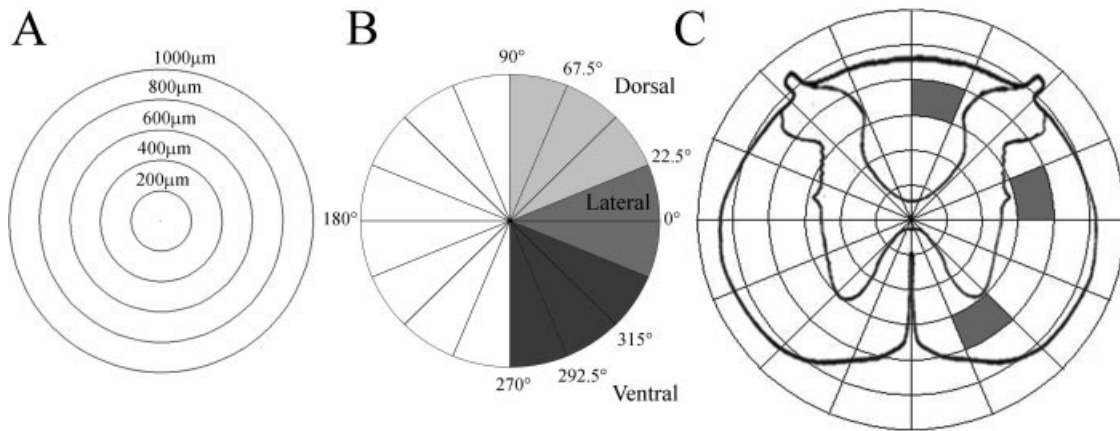 A
1000μm
800μm
600μm
400μm
200μm
B
90°
67.5°
Dorsal
22.5°
Lateral
180°
0°
315°
292.5°
270°
Ventral
C